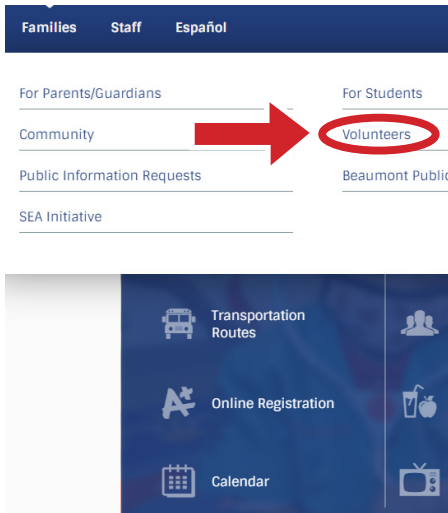 Families Staff Español
For Parents/Guardians
For Students
Community
Volunteers
Public Information Requests
Beaumont Public
SEA Initiative
Transportation
Routes
A+
Online Registration
Calendar